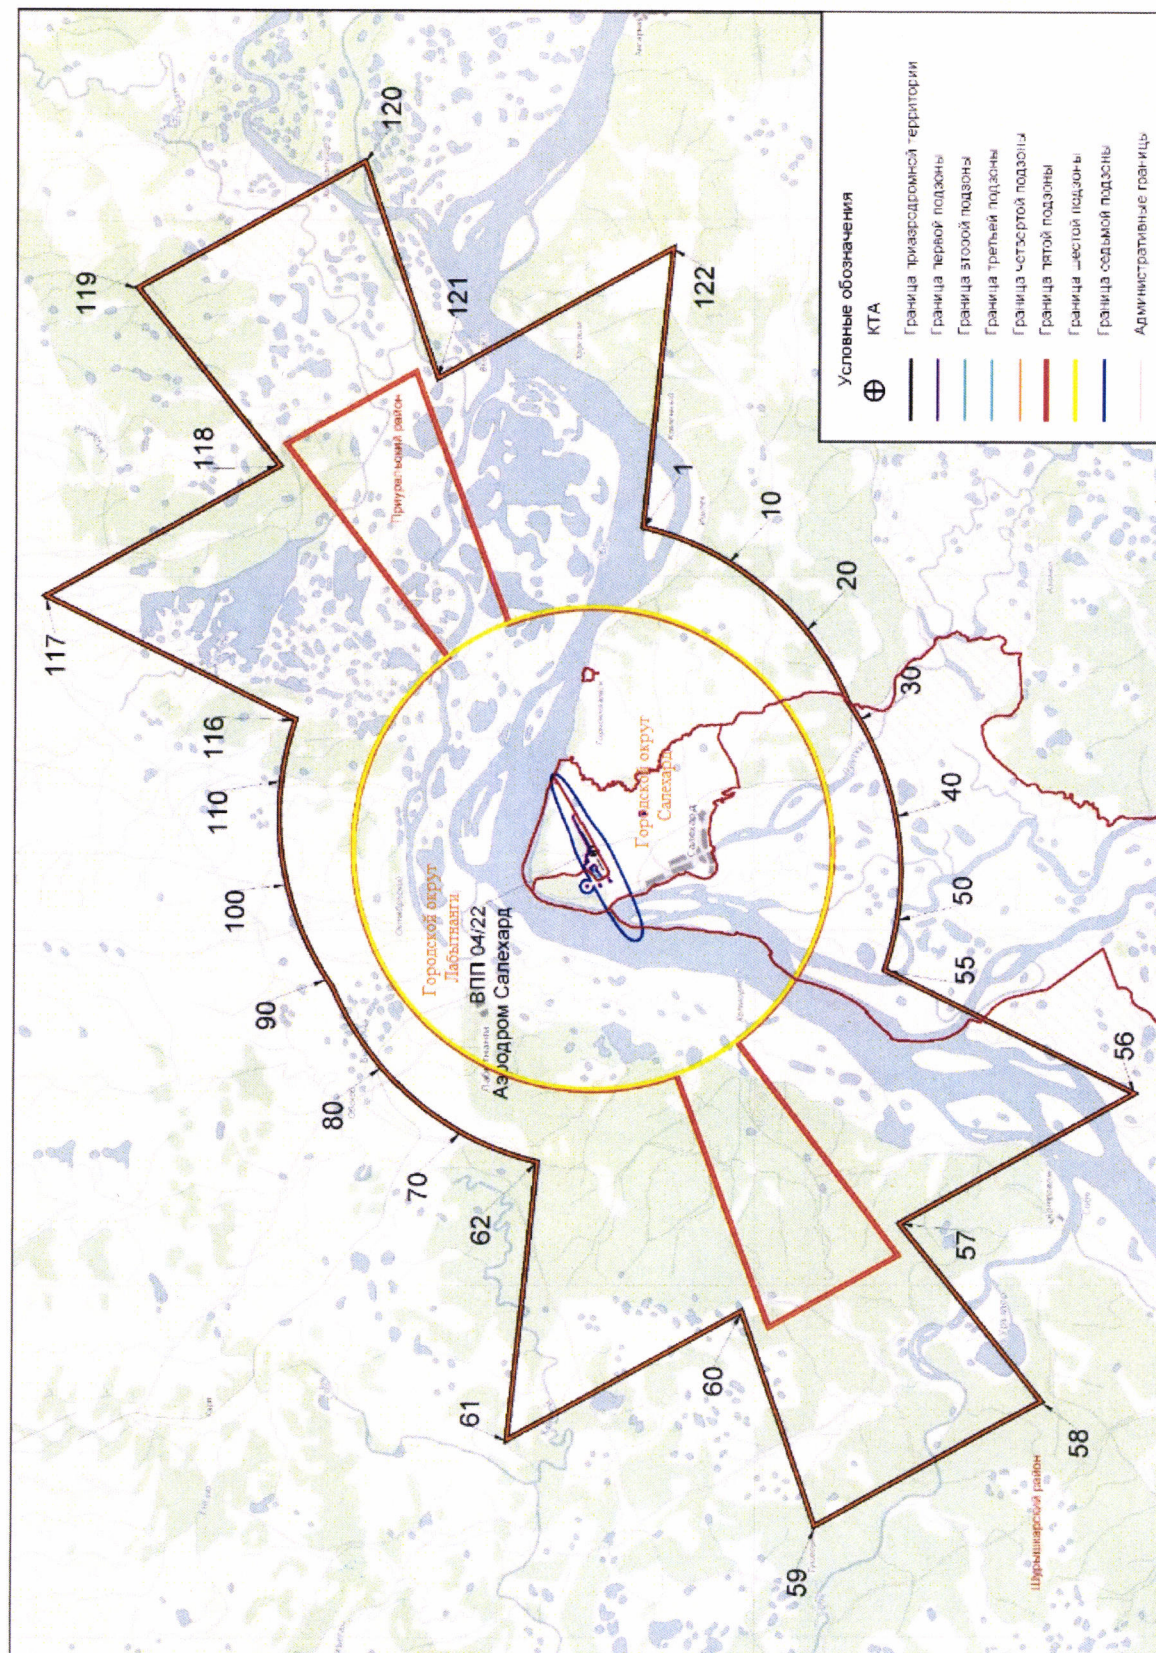 119
120
117
118
121
122
116
110
100
90
80
70
62
61
60
59
58
57
56
55
50
40
30
20
10
1
Приуральский район
Городской округ
Лабытнанги
ВПП 04/22
Аэродром Салехард
Лабытнанги
Городской округ
Салехард
Салехард
Шурышкарский район
Условные обозначения
КТА
Граница приаэродромной территории
Граница первой подзоны
Граница второй подзоны
Граница третьей подзоны
Граница четвертой подзоны
Граница пятой подзоны
Граница шестой подзоны
Граница седьмой подзоны
Административные границы